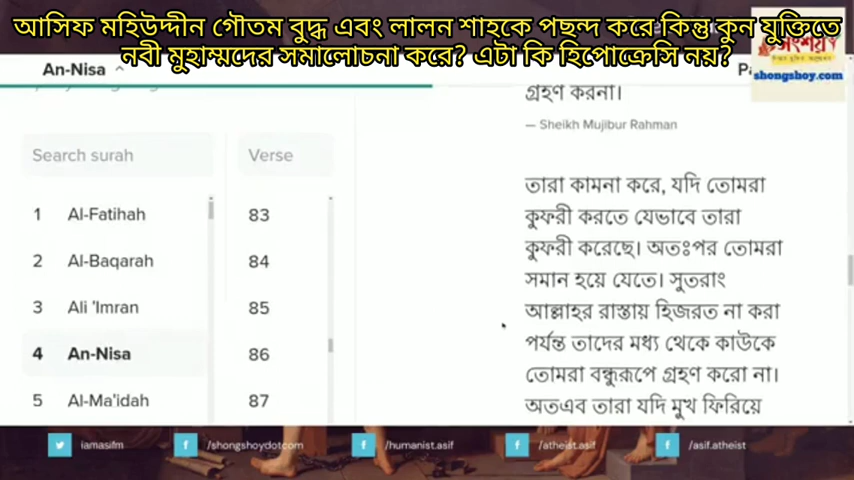 আসিফ মহিউদ্দীন গৌতম বুদ্ধ এবং লালন শাহকে পছন্দ করে কিন্তু কুন যুক্তিতে
নবী মুহাম্মদের সমালোচনা করে? এটা কি হিপোক্রেসি নয়?
সংশয়
shongshoy.com
An-Nisa
গ্রহণ করনা।
— Sheikh Mujibur Rahman
Search surah
Verse
1 Al-Fatihah 83
2 Al-Baqarah 84
3 Ali 'Imran 85
4 An-Nisa 86
5 Al-Ma'idah 87
তারা কামনা করে, যদি তোমরা
কুফরী করতে যেভাবে তারা
কুফরী করেছে। অতঃপর তোমরা
সমান হয়ে যেতে। সুতরাং
আল্লাহর রাস্তায় হিজরত না করা
পর্যন্ত তাদের মধ্য থেকে কাউকে
তোমরা বন্ধুরূপে গ্রহণ করো না।
অতএব তারা যদি মুখ ফিরিয়ে
iamasifm
/shongshoydotcom
/humanist.asif
/atheist.asif
/asif.atheist